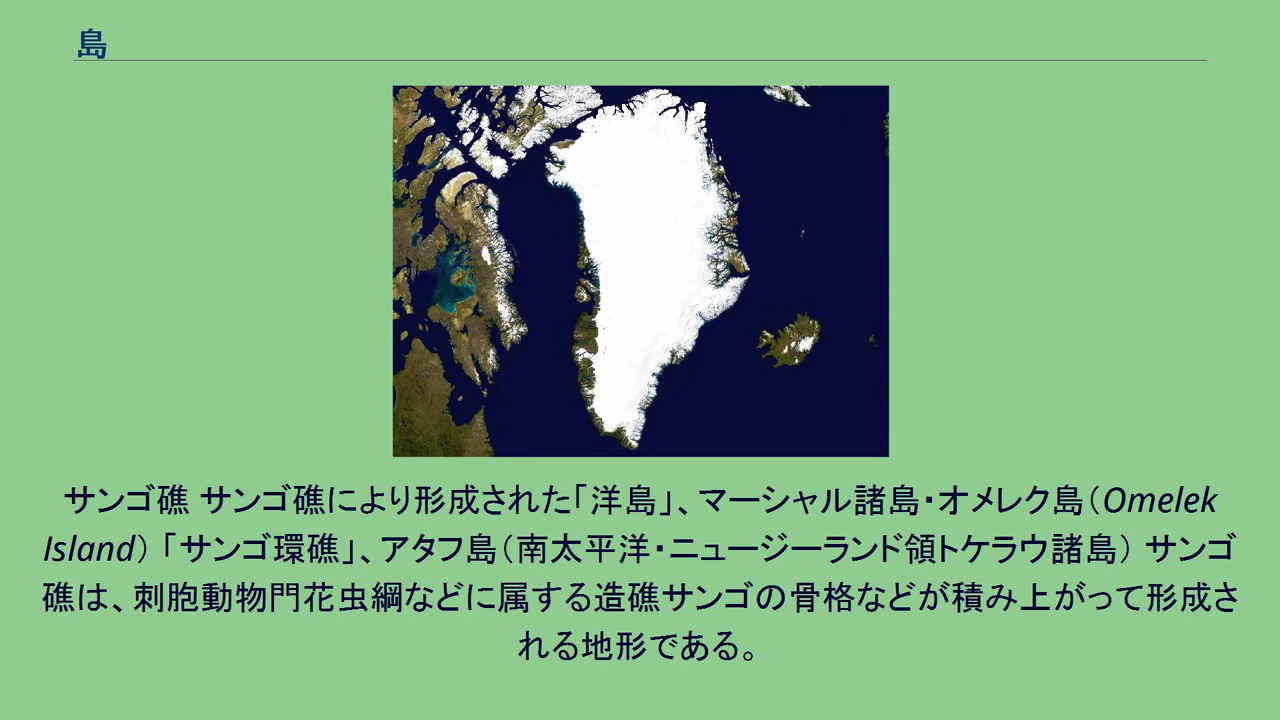 島
サンゴ礁 サンゴ礁により形成された「洋島」、マーシャル諸島・オメレク島（Omelek
Island）「サンゴ環礁」、アタフ島（南太平洋・ニュージーランド領トケラウ諸島） サンゴ
礁は、刺胞動物門花虫綱などに属する造礁サンゴの骨格などが積み上がって形成さ
れる地形である。